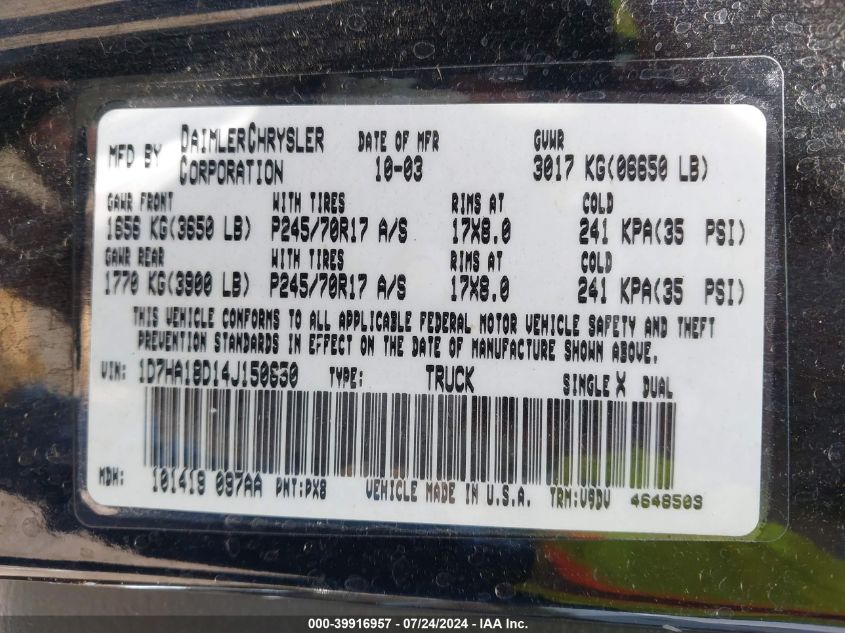 MFD BY DAIMLERCHRYSLER CORPORATION DATE OF MFR 10-03 GVWR 3017 KG(06650 LB)
GAWR FRONT WITH TIRES RIMS AT COLD
1656 KG(3650 LB) P245/70R17 A/S 17X8.0 241 KPA(35 PSI)
GAWR REAR WITH TIRES RIMS AT COLD
1770 KG(3900 LB) P245/70R17 A/S 17X8.0 241 KPA(35 PSI)
THIS VEHICLE CONFORMS TO ALL APPLICABLE FEDERAL MOTOR VEHICLE SAFETY AND THEFT
PREVENTION STANDARDS IN EFFECT ON THE DATE OF MANUFACTURE SHOWN ABOVE.
VIN: 1D7HA18D14J150630 TYPE: TRUCK SINGLE X DUAL
MDH: 101419 097AA PNT:PX8 VEHICLE MADE IN U.S.A. TRM:V9DV 4648503
000-39916957 / 07/24/2024 / IAA, Inc.